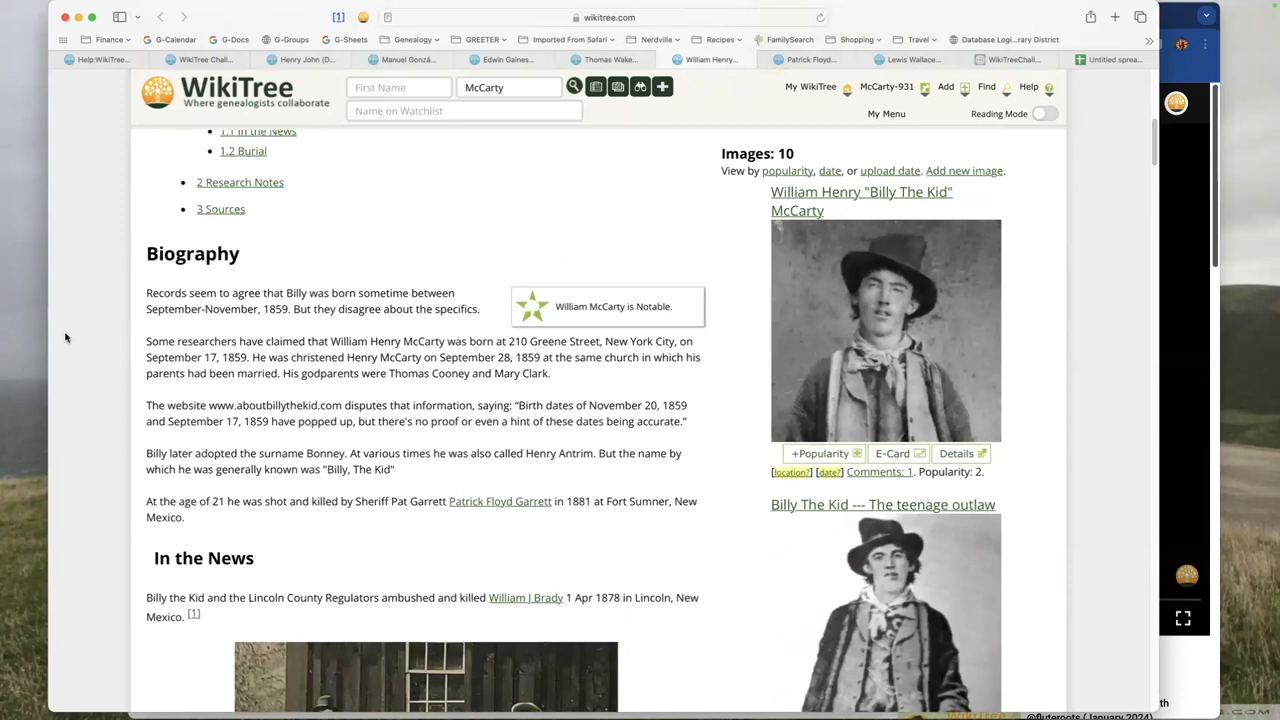 [1]
wikitree.com
Finance
G-Calendar
G-Docs
G-Groups
G-Sheets
Genealogy
GREETER
Imported From Safari
Nerdville
Recipes
FamilySearch
Shopping
Travel
Database Logi...rary District
Help:WikiTree...
WikiTree Chall...
Henry John (D...
Manuel Gonzá...
Edwin Gaines...
Thomas Wake...
William Henry...
Patrick Floyd...
Lewis Wallace...
WikiTreeChall...
Untitled sprea...
WikiTree
Where genealogists collaborate
First Name
McCarty
Name on Watchlist
My WikiTree
McCarty-931
Add
Find
Help
My Menu
Reading Mode
1.1 In the News
1.2 Burial
2 Research Notes
3 Sources
Biography
Records seem to agree that Billy was born sometime between
September-November, 1859. But they disagree about the specifics.
William McCarty is Notable.
Some researchers have claimed that William Henry McCarty was born at 210 Greene Street, New York City, on
September 17, 1859. He was christened Henry McCarty on September 28, 1859 at the same church in which his
parents had been married. His godparents were Thomas Cooney and Mary Clark.
The website www.aboutbillythekid.com disputes that information, saying: "Birth dates of November 20, 1859
and September 17, 1859 have popped up, but there's no proof or even a hint of these dates being accurate."
Billy later adopted the surname Bonney. At various times he was also called Henry Antrim. But the name by
which he was generally known was "Billy, The Kid"
At the age of 21 he was shot and killed by Sheriff Pat Garrett Patrick Floyd Garrett in 1881 at Fort Sumner, New
Mexico.
In the News
Billy the Kid and the Lincoln County Regulators ambushed and killed William J Brady 1 Apr 1878 in Lincoln, New
Mexico. [1]
Images: 10
View by popularity, date, or upload date. Add new image.
William Henry "Billy The Kid"
McCarty
+Popularity
E-Card
Details
[location?] [date?] Comments: 1. Popularity: 2.
Billy The Kid --- The teenage outlaw
th
@fluteroots (January 2024)